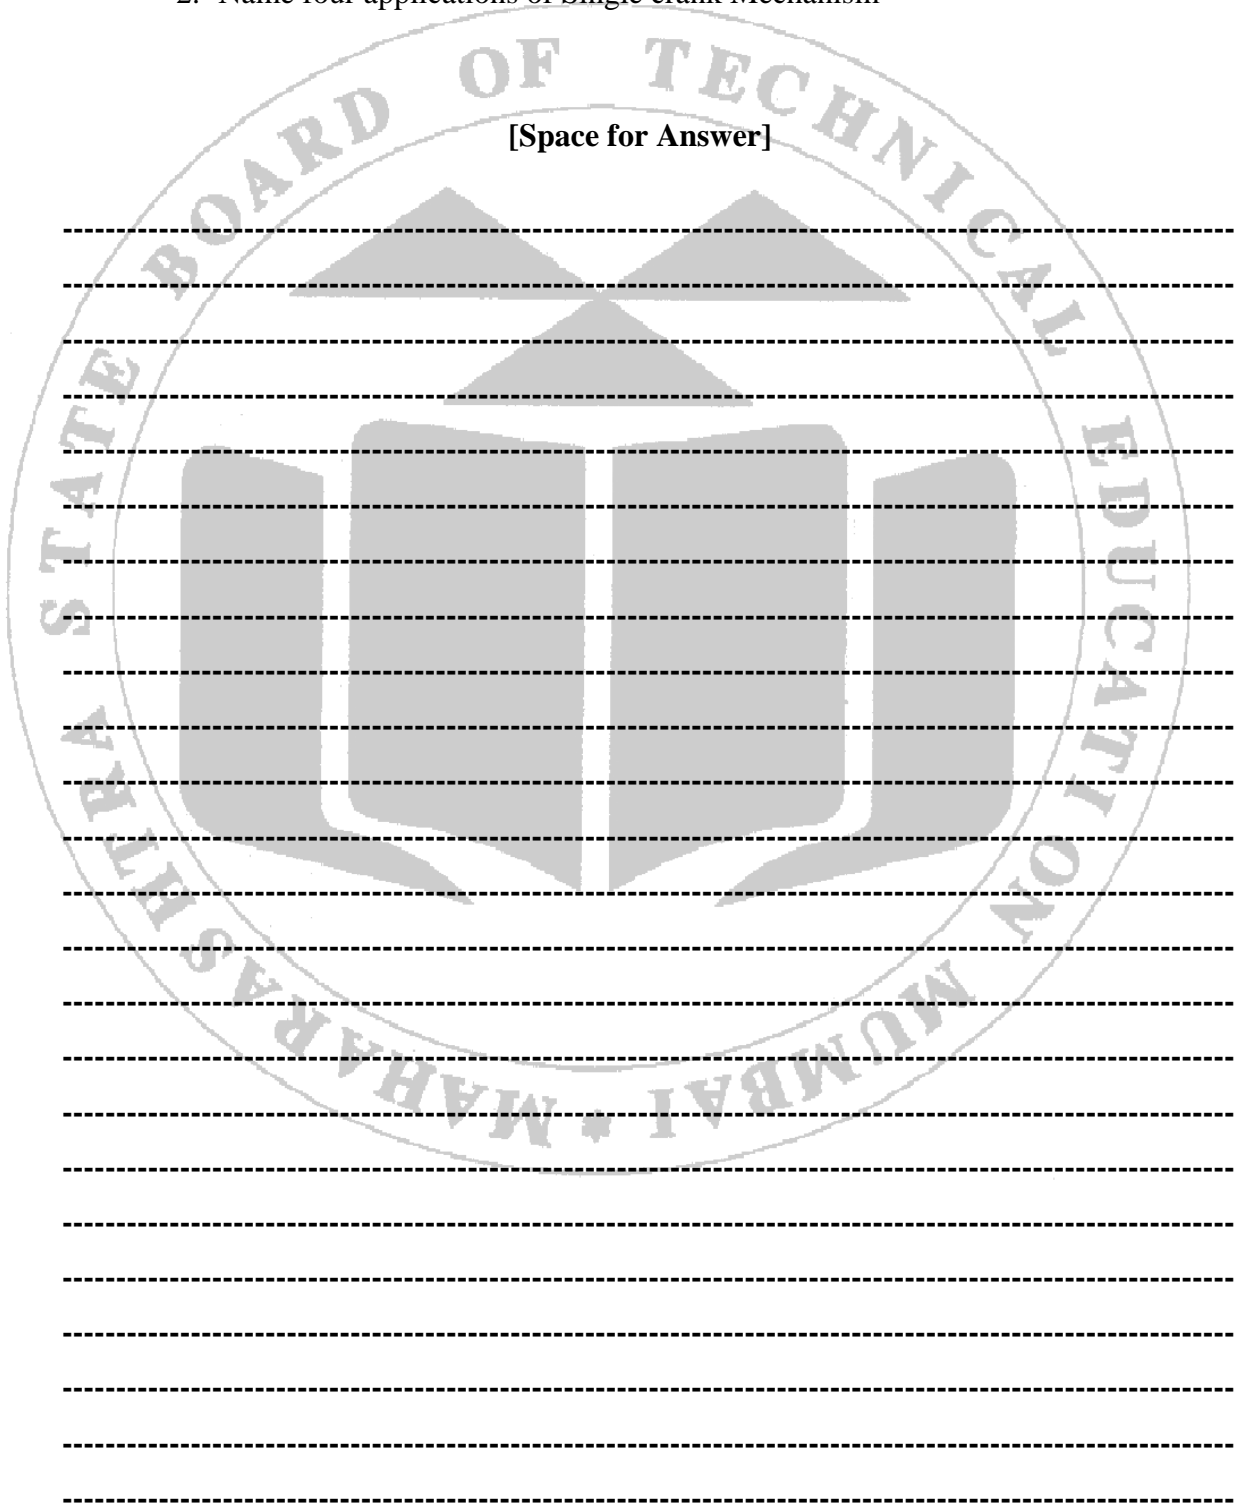 2. Name four applications of Single crank Mechanism
[Space for Answer]
MAHARASHTRA STATE BOARD OF TECHNICAL EDUCATION MUMBAI